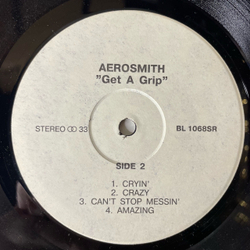 AEROSMITH
"Get A Grip"
STEREO 33
BL 1068SR
SIDE 2
1. CRYIN'
2. CRAZY
3. CAN'T STOP MESSIN'
4. AMAZING